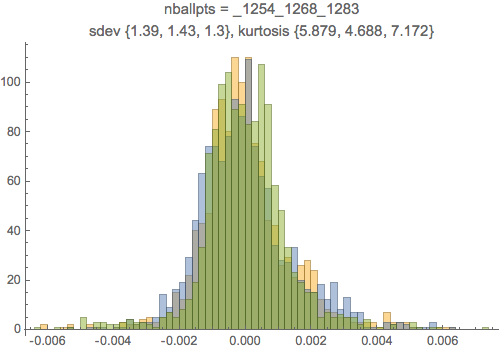 nballpts = _1254_1268_1283
sdev {1.39, 1.43, 1.3}, kurtosis {5.879, 4.688, 7.172}
100
80
60
40
20
0
-0.006 -0.004 -0.002 0.000 0.002 0.004 0.006